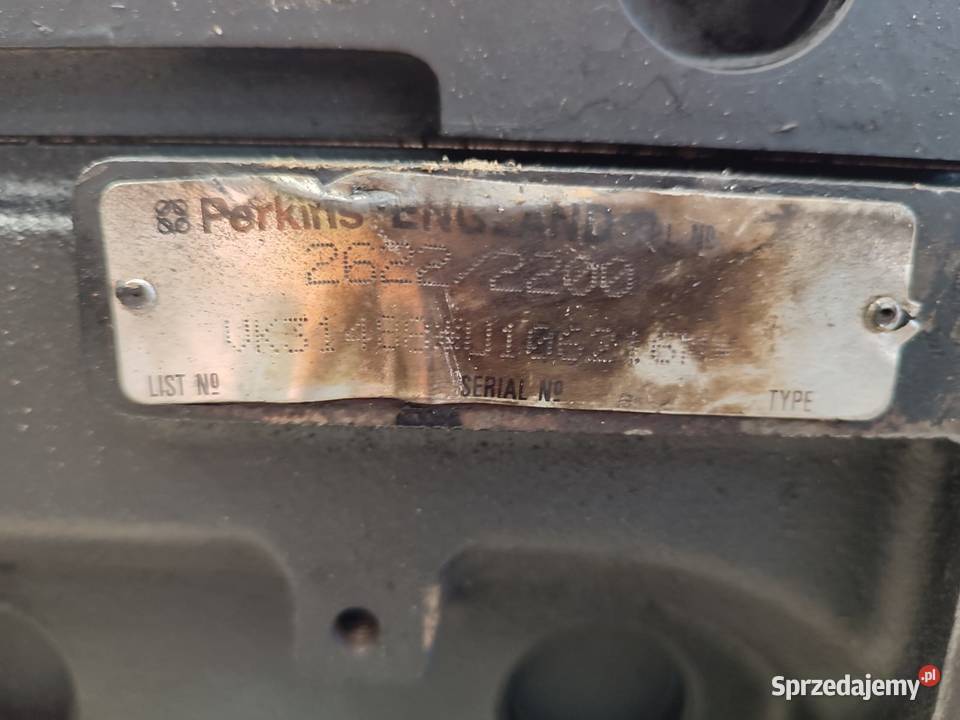 Perkins ENGLAND
2622/2200
LIST Nº SERIAL Nº TYPE
Sprzedajemy.pl